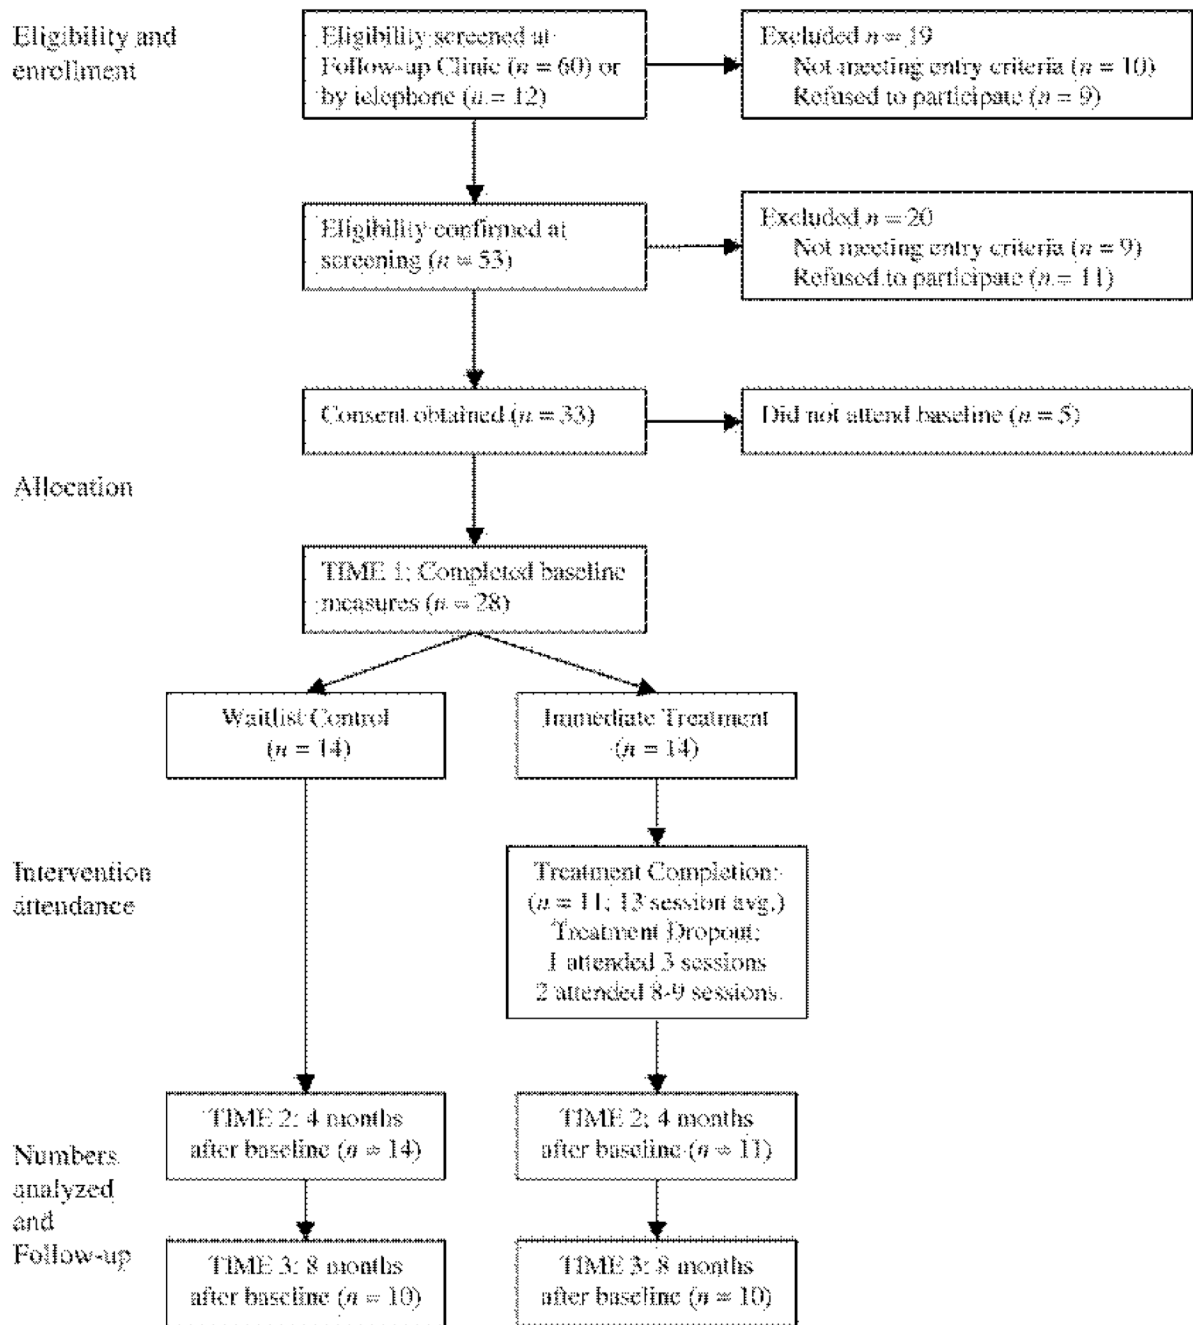 Eligibility and
enrollment
Eligibility screened at
Follow-up Clinic (n = 60) or
by telephone (n = 12)
Excluded n = 19
Not meeting entry criteria (n = 10)
Refused to participate (n = 9)
Eligibility confirmed at
screening (n = 53)
Excluded n = 20
Not meeting entry criteria (n = 9)
Refused to participate (n = 11)
Consent obtained (n = 33)
Did not attend baseline (n = 5)
Allocation
TIME 1: Completed baseline
measures (n = 28)
Waitlist Control
(n = 14)
Immediate Treatment
(n = 14)
Intervention
attendance
Treatment Completion:
(n = 11; 13 session avg.)
Treatment Dropout:
1 attended 3 sessions
2 attended 8-9 sessions.
Numbers
analyzed
and
Follow-up
TIME 2: 4 months
after baseline (n = 14)
TIME 2: 4 months
after baseline (n = 11)
TIME 3: 8 months
after baseline (n = 10)
TIME 3: 8 months
after baseline (n = 10)